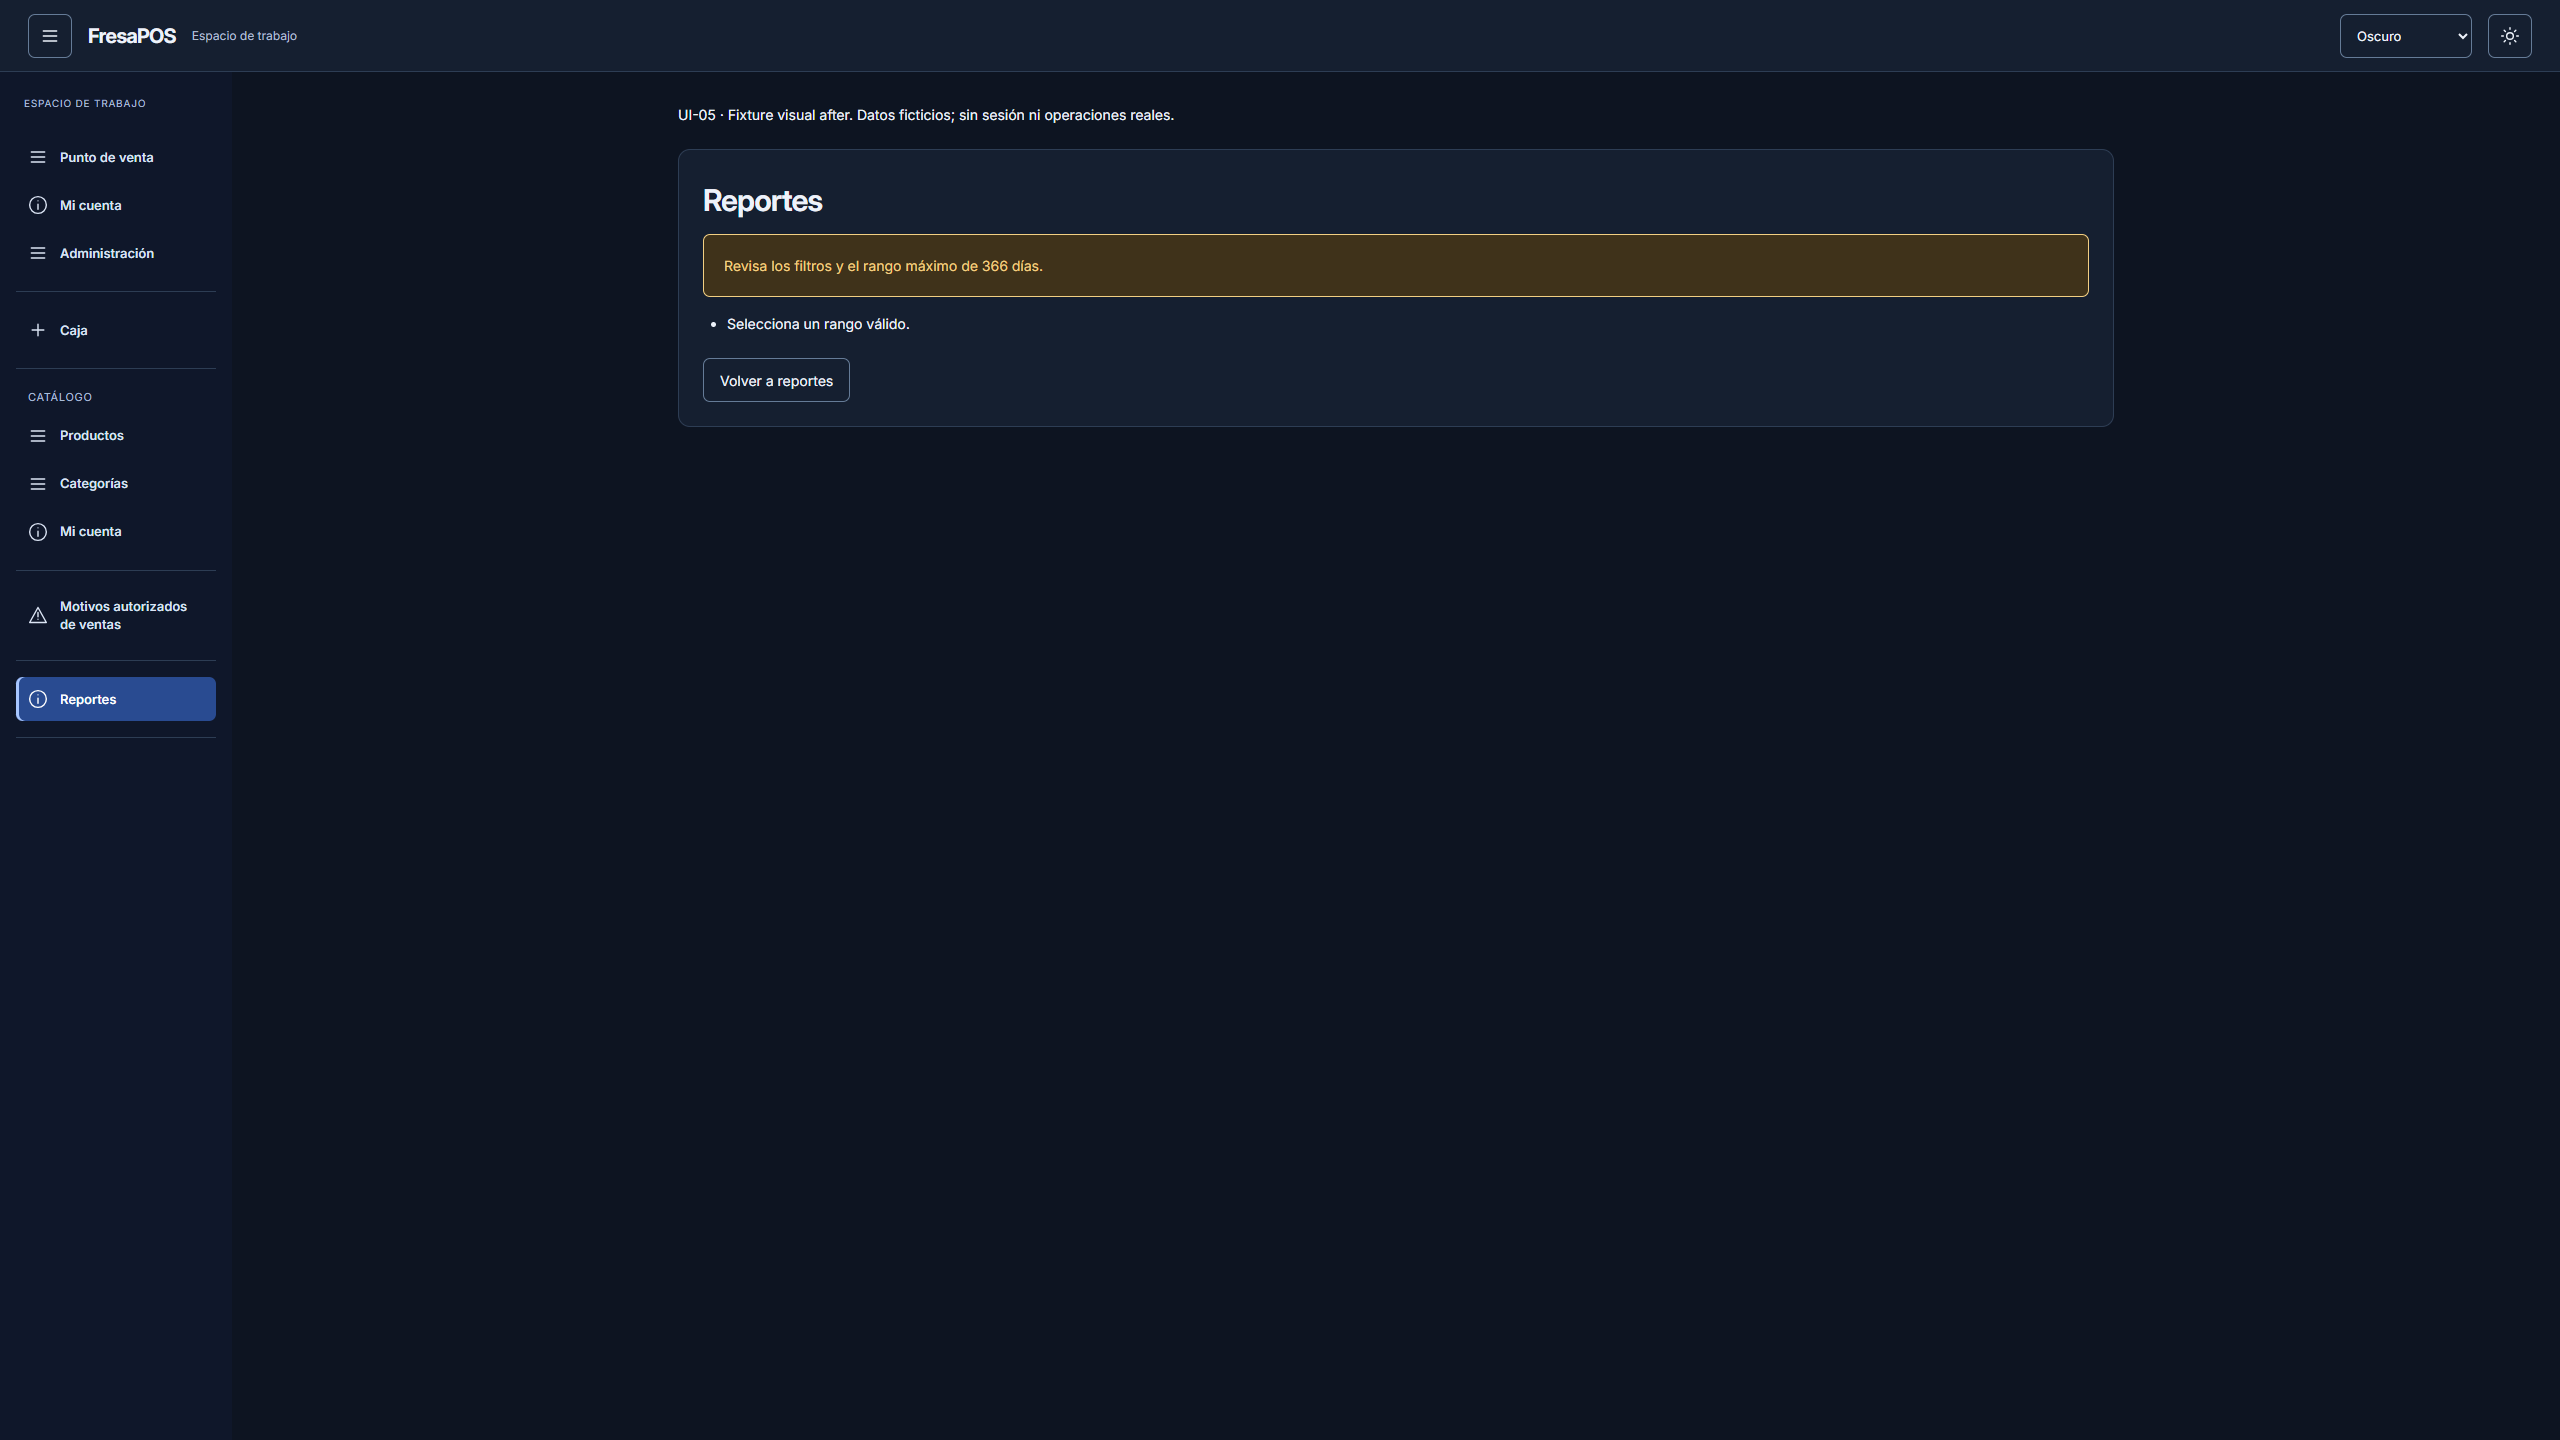 FresaPOS
Espacio de trabajo
Oscuro
ESPACIO DE TRABAJO
Punto de venta
Mi cuenta
Administración
Caja
CATÁLOGO
Productos
Categorías
Mi cuenta
Motivos autorizados
de ventas
Reportes
UI-05 · Fixture visual after. Datos ficticios; sin sesión ni operaciones reales.
Reportes
Revisa los filtros y el rango máximo de 366 días.
• Selecciona un rango válido.
Volver a reportes